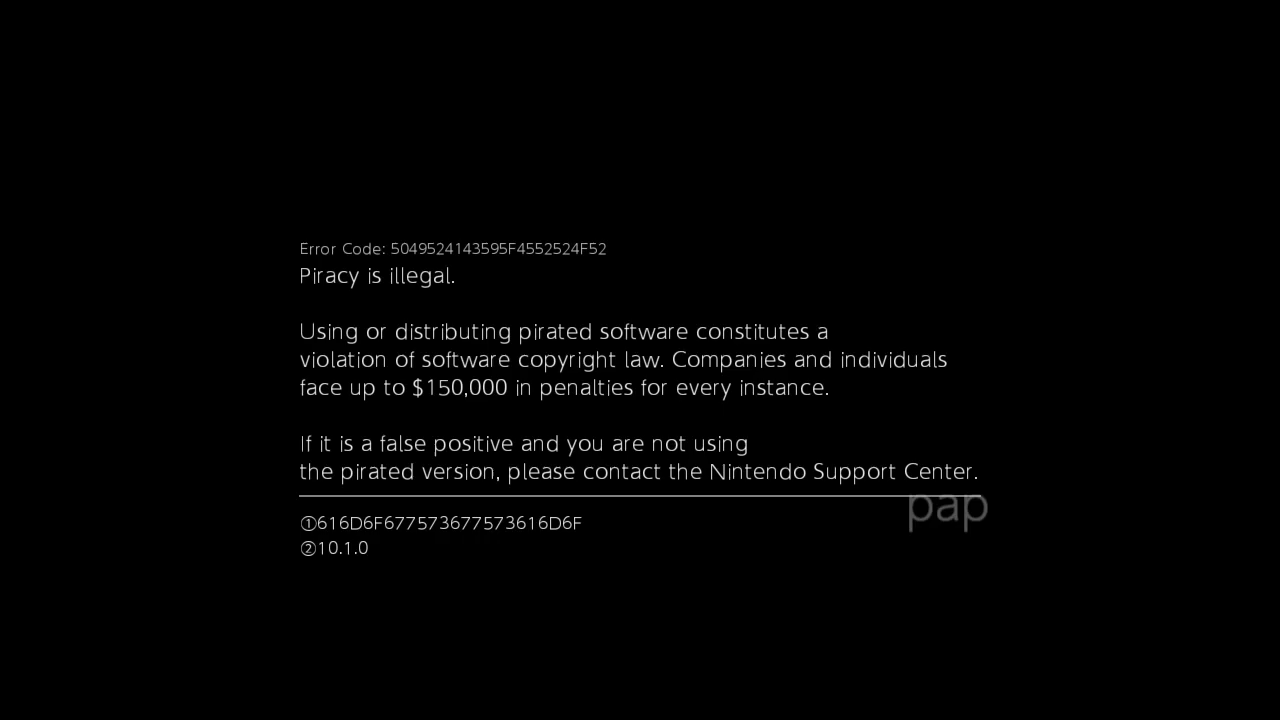 Error Code: 5049524143595F4552524F52
Piracy is illegal.
Using or distributing pirated software constitutes a
violation of software copyright law. Companies and individuals
face up to $150,000 in penalties for every instance.
If it is a false positive and you are not using
the pirated version, please contact the Nintendo Support Center.
pap
①616D6F677573677573616D6F
②10.1.0